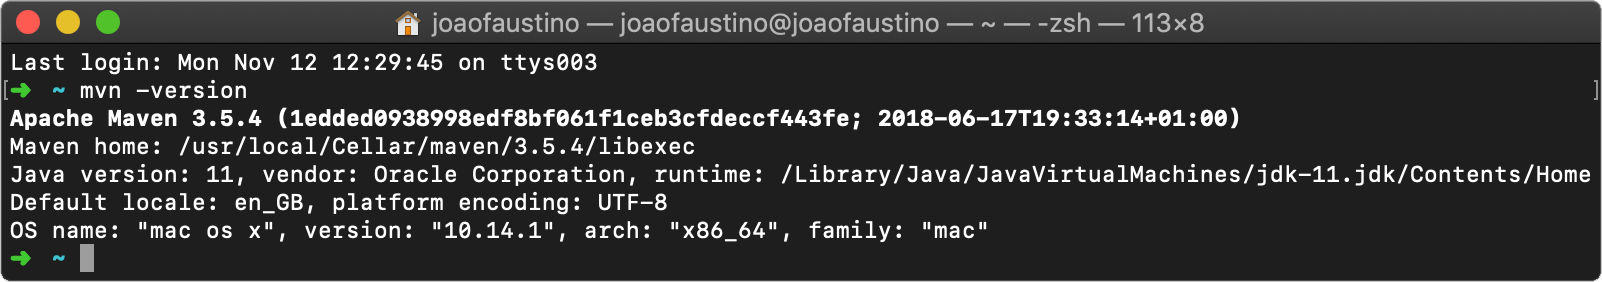 joaofaustino — joaofaustino@joaofaustino — ~ — -zsh — 113×8
Last login: Mon Nov 12 12:29:45 on ttys003
[➜  ~ mvn -version ]
Apache Maven 3.5.4 (1edded0938998edf8bf061f1ceb3cfdeccf443fe; 2018-06-17T19:33:14+01:00)
Maven home: /usr/local/Cellar/maven/3.5.4/libexec
Java version: 11, vendor: Oracle Corporation, runtime: /Library/Java/JavaVirtualMachines/jdk-11.jdk/Contents/Home
Default locale: en_GB, platform encoding: UTF-8
OS name: "mac os x", version: "10.14.1", arch: "x86_64", family: "mac"
➜  ~